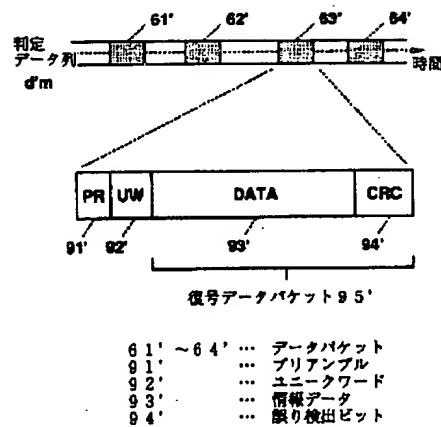 61' 62' 63' 64'
判定
データ列
d'm
時間
PR UW DATA CRC
91' 92' 93' 94'
復号データパケット95'
61'～64' … データパケット
91' … プリアンブル
92' … ユニークワード
93' … 情報データ
94' … 誤り検出ビット